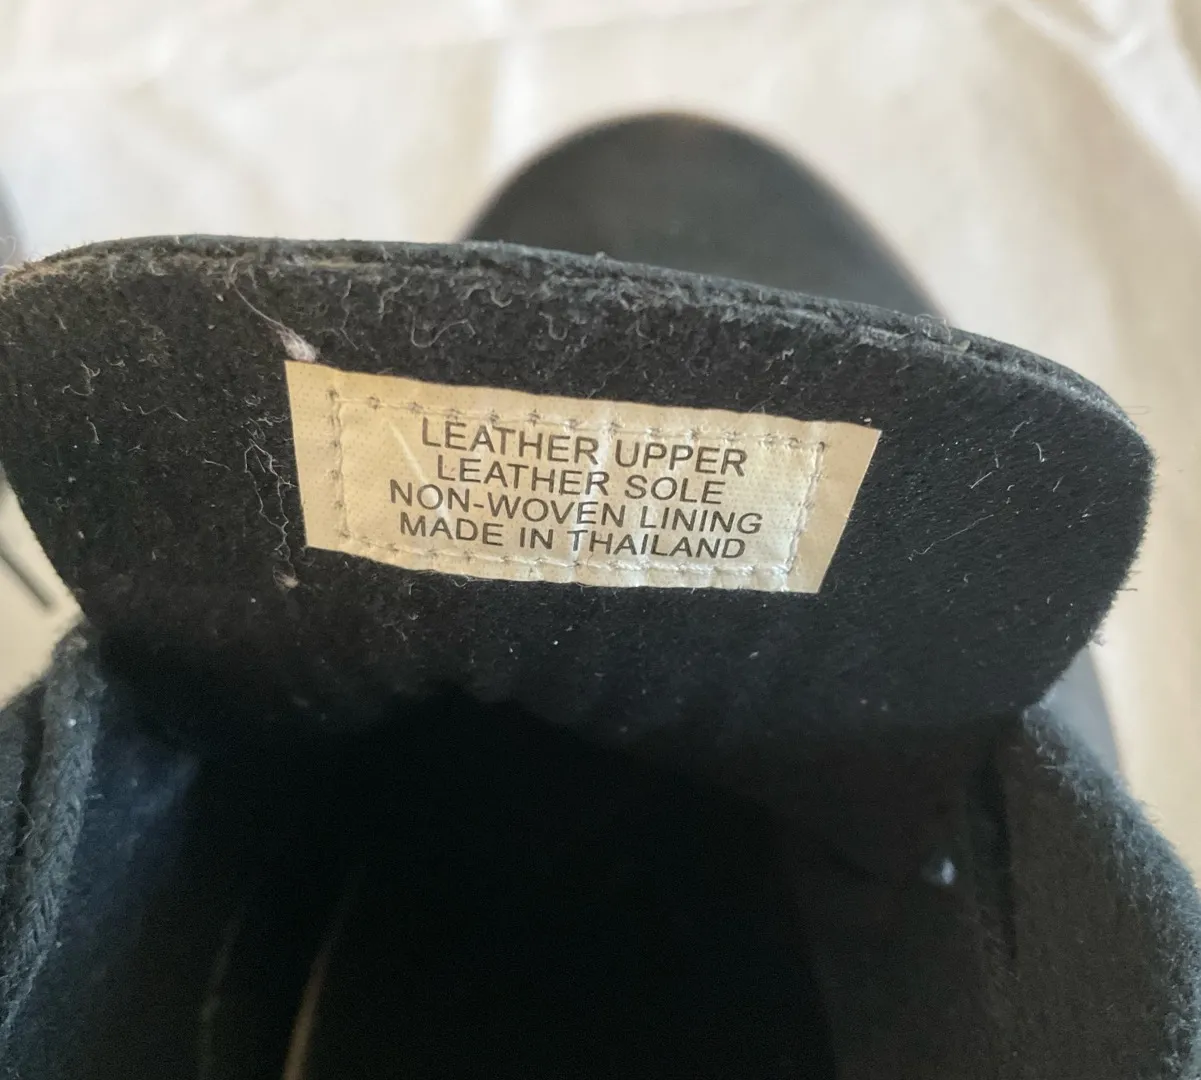 LEATHER UPPER
LEATHER SOLE
NON-WOVEN LINING
MADE IN THAILAND